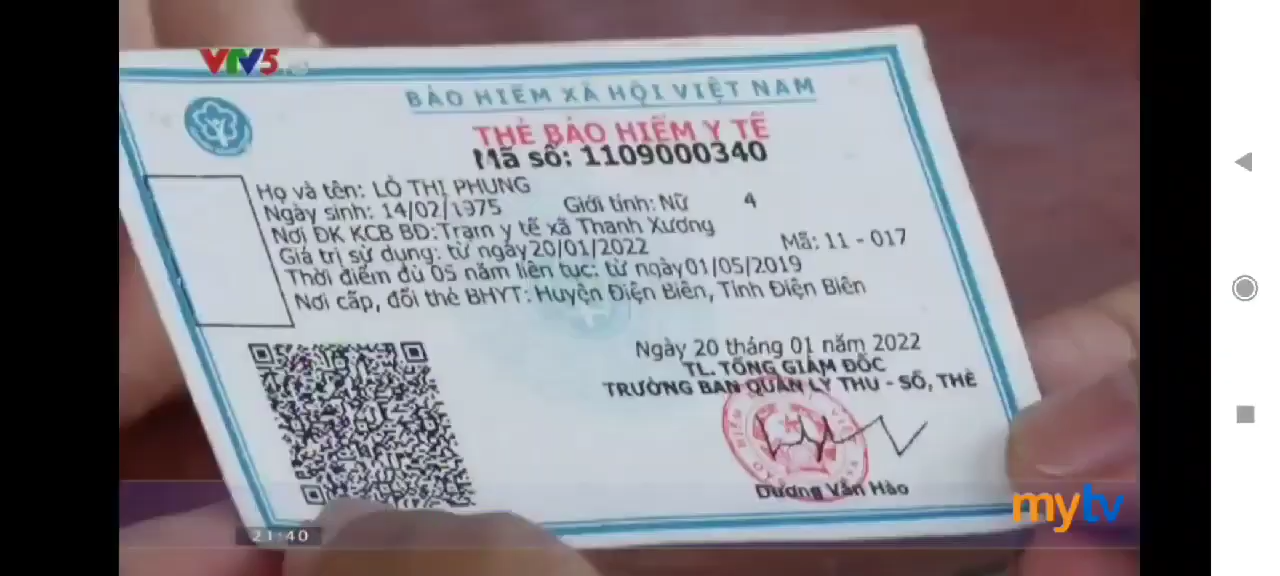 VTV5
BẢO HIỂM XÃ HỘI VIỆT NAM
THẺ BẢO HIỂM Y TẾ
Mã số: 1109000340
Họ và tên: LÒ THỊ PHUNG
Ngày sinh: 14/02/1975 Giới tính: Nữ 4
Nơi ĐK KCB BĐ: Trạm y tế xã Thanh Xương
Giá trị sử dụng: từ ngày 20/01/2022 Mã: 11 - 017
Thời điểm đủ 05 năm liên tục: từ ngày 01/05/2019
Nơi cấp, đổi thẻ BHYT: Huyện Điện Biên, Tỉnh Điện Biên
Ngày 20 tháng 01 năm 2022
TL. TỔNG GIÁM ĐỐC
TRƯỞNG BAN QUẢN LÝ THU - SỔ, THẺ
Dương Văn Hào
21:40
mytv